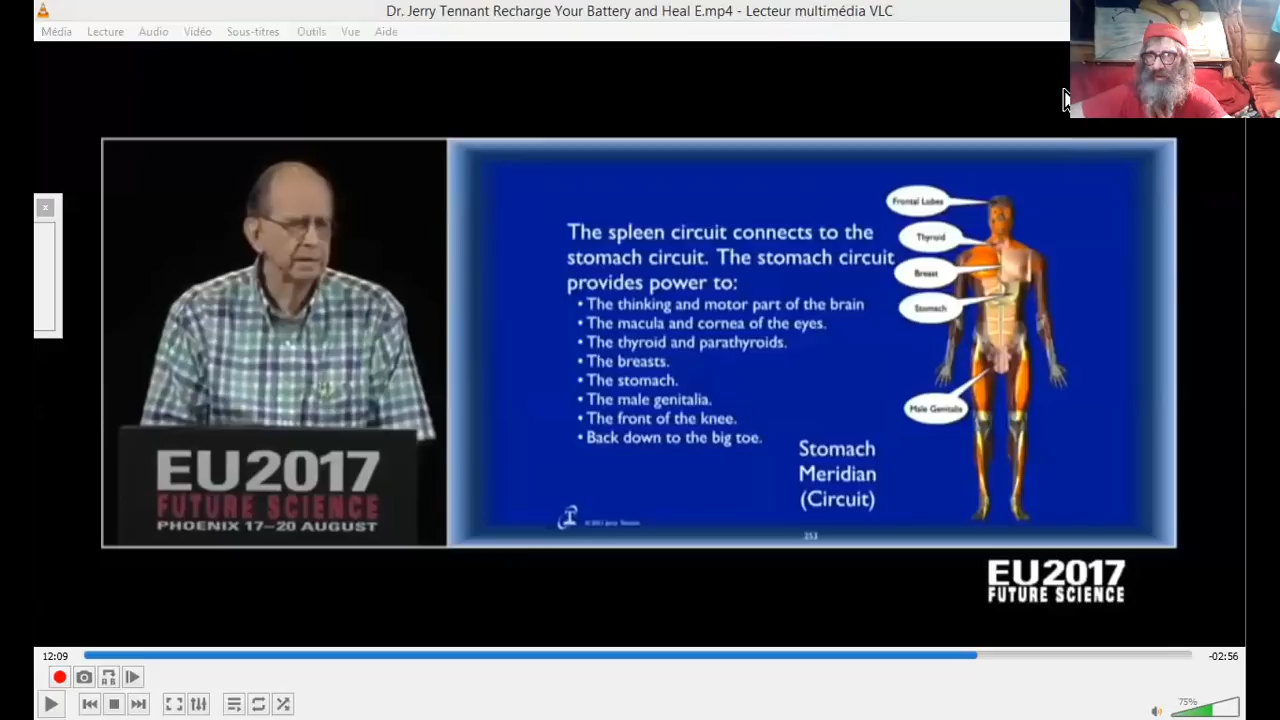 Dr. Jerry Tennant Recharge Your Battery and Heal E.mp4 - Lecteur multimédia VLC
Média Lecture Audio Vidéo Sous-titres Outils Vue Aide
x
The spleen circuit connects to the
stomach circuit. The stomach circuit
provides power to:
• The thinking and motor part of the brain
• The macula and cornea of the eyes.
• The thyroid and parathyroids.
• The breasts.
• The stomach.
• The male genitalia.
• The front of the knee.
• Back down to the big toe.
Stomach
Meridian
(Circuit)
Frontal Lobes
Thyroid
Breast
Stomach
Male Genitalia
253
EU2017
FUTURE SCIENCE
PHOENIX 17–20 AUGUST
EU2017
FUTURE SCIENCE
12:09
-02:56
A B
75%